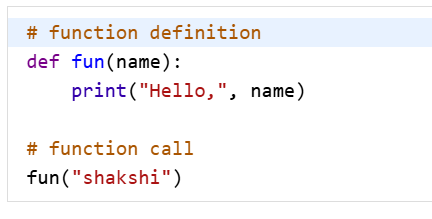 # function definition
def fun(name):
    print("Hello,", name)

# function call
fun("shakshi")